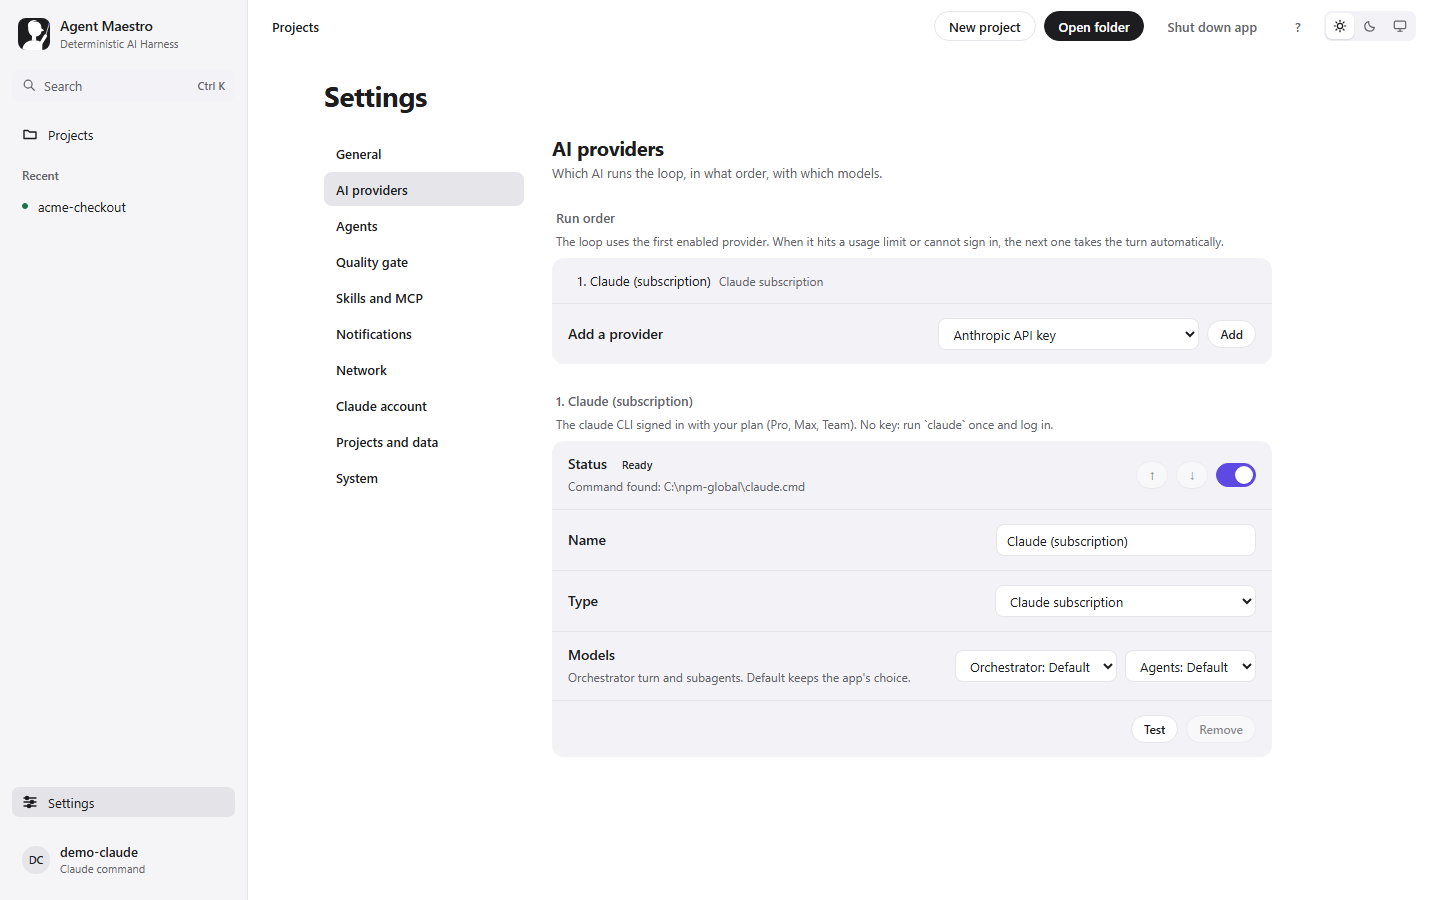 Agent Maestro
Deterministic AI Harness
Search
Ctrl K
Projects
Recent
acme-checkout
Settings
DC
demo-claude
Claude command
Projects
New project
Open folder
Shut down app
?
Settings
General
AI providers
Agents
Quality gate
Skills and MCP
Notifications
Network
Claude account
Projects and data
System
AI providers
Which AI runs the loop, in what order, with which models.
Run order
The loop uses the first enabled provider. When it hits a usage limit or cannot sign in, the next one takes the turn automatically.
1. Claude (subscription) Claude subscription
Add a provider
Anthropic API key
Add
1. Claude (subscription)
The claude CLI signed in with your plan (Pro, Max, Team). No key: run `claude` once and log in.
Status Ready
Command found: C:\npm-global\claude.cmd
↑
↓
Name
Claude (subscription)
Type
Claude subscription
Models
Orchestrator turn and subagents. Default keeps the app's choice.
Orchestrator: Default
Agents: Default
Test
Remove